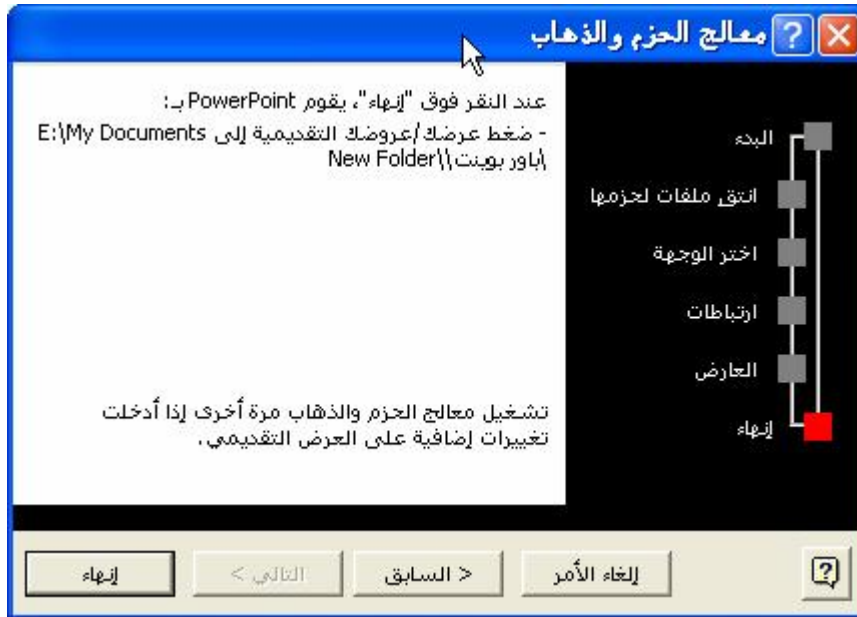 معالج الحزم والذهاب
عند النقر فوق "إنهاء"، يقوم PowerPoint بـ:
- ضغط عرضك/عروضك التقديمية إلى E:\My Documents
\باور بوينت\\New Folder
تشغيل معالج الحزم والذهاب مرة أخرى إذا أدخلت
تغييرات إضافية على العرض التقديمي.
البدء
انتق ملفات لحزمها
اختر الوجهة
ارتباطات
العارض
إنهاء
إلغاء الأمر
< السابق
التالي >
إنهاء